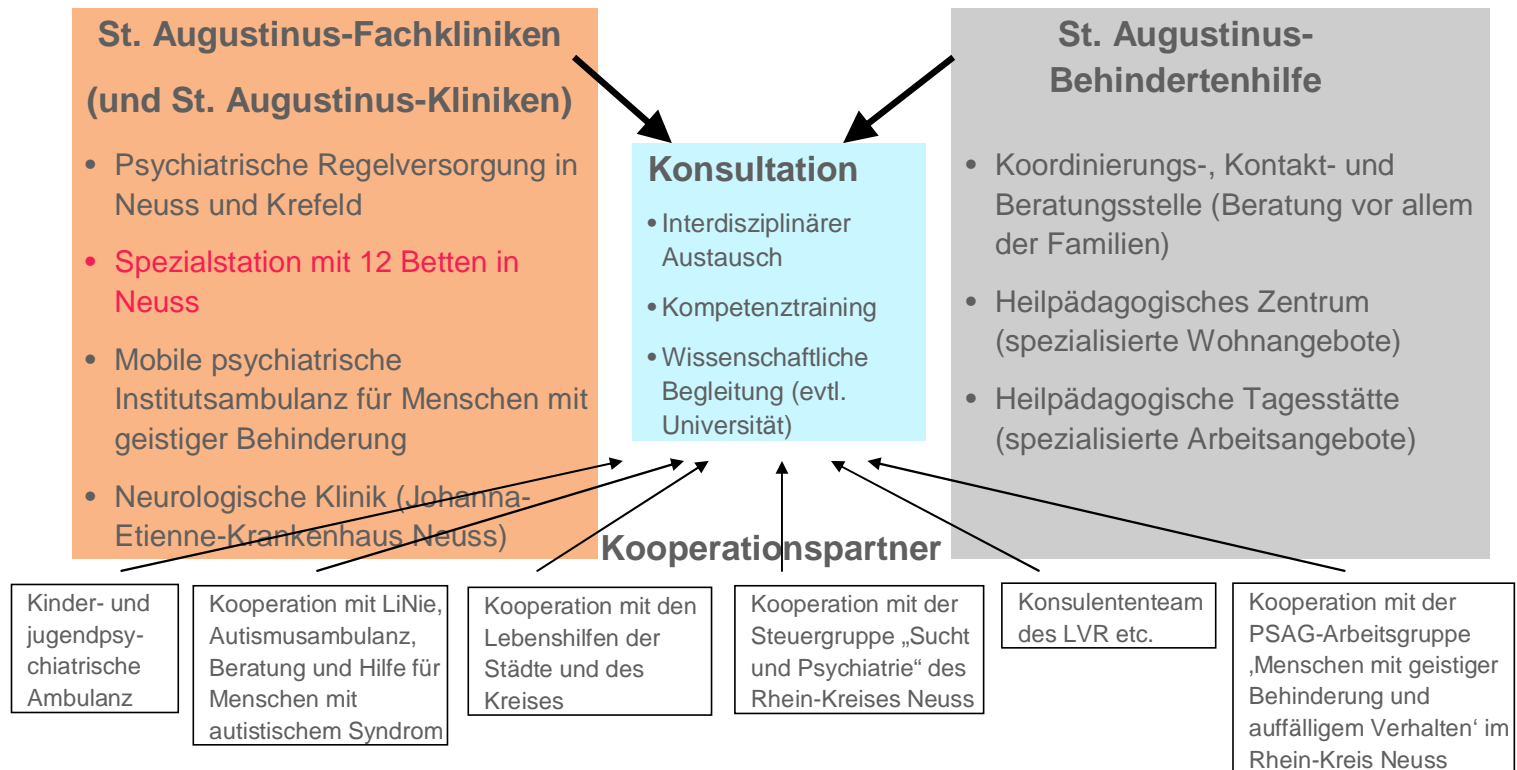 St. Augustinus-Fachkliniken
(und St. Augustinus-Kliniken)
• Psychiatrische Regelversorgung in
Neuss und Krefeld
• Spezialstation mit 12 Betten in
Neuss
• Mobile psychiatrische
Institutsambulanz für Menschen mit
geistiger Behinderung
• Neurologische Klinik (Johanna-
Etienne-Krankenhaus Neuss)
Konsultation
• Interdisziplinärer
Austausch
• Kompetenztraining
• Wissenschaftliche
Begleitung (evtl.
Universität)
St. Augustinus-
Behindertenhilfe
• Koordinierungs-, Kontakt- und
Beratungsstelle (Beratung vor allem
der Familien)
• Heilpädagogisches Zentrum
(spezialisierte Wohnangebote)
• Heilpädagogische Tagesstätte
(spezialisierte Arbeitsangebote)
Kooperationspartner
Kinder- und
jugendpsy-
chiatrische
Ambulanz
Kooperation mit LiNie,
Autismusambulanz,
Beratung und Hilfe für
Menschen mit
autistischem Syndrom
Kooperation mit den
Lebenshilfen der
Städte und des
Kreises
Kooperation mit der
Steuergruppe „Sucht
und Psychiatrie“ des
Rhein-Kreises Neuss
Konsulententeam
des LVR etc.
Kooperation mit der
PSAG-Arbeitsgruppe
‚Menschen mit geistiger
Behinderung und
auffälligem Verhalten‘ im
Rhein-Kreis Neuss